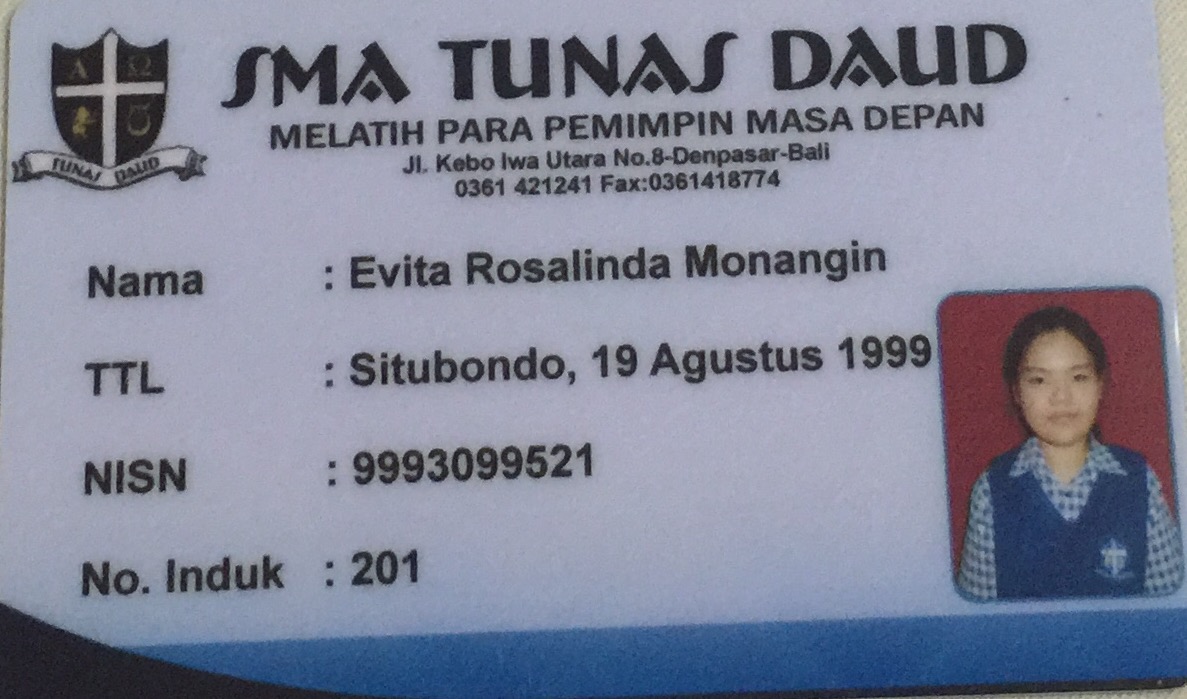 SMA TUNAS DAUD
MELATIH PARA PEMIMPIN MASA DEPAN
Jl. Kebo Iwa Utara No.8-Denpasar-Bali
0361 421241 Fax:0361418774
Α Ω
TUNAS DAUD
Nama : Evita Rosalinda Monangin
TTL : Situbondo, 19 Agustus 1999
NISN : 9993099521
No. Induk : 201